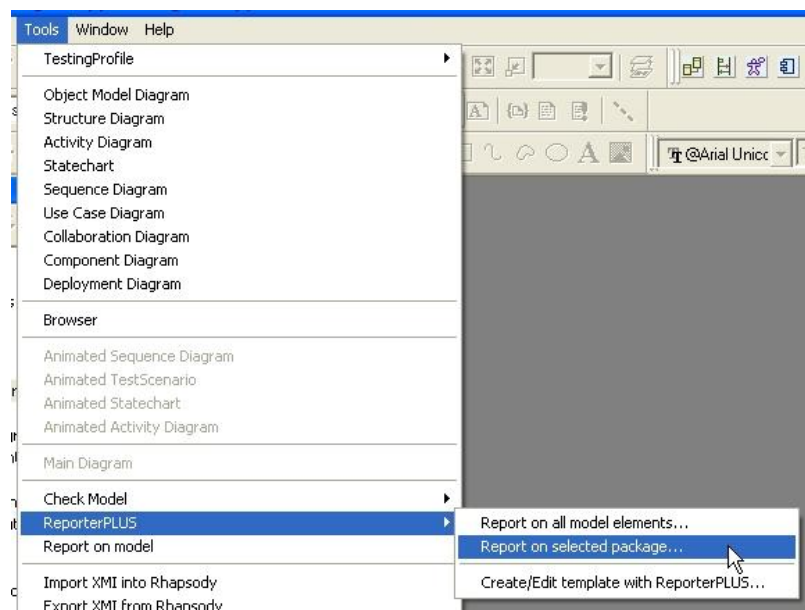 Tools Window Help
TestingProfile
Object Model Diagram
Structure Diagram
Activity Diagram
Statechart
@Arial Unicc
Sequence Diagram
Use Case Diagram
Collaboration Diagram
Component Diagram
Deployment Diagram
Browser
Animated Sequence Diagram
Animated TestScenario
Animated Statechart
Animated Activity Diagram
Main Diagram
Check Model
ReporterPLUS
Report on model
Import XMI into Rhapsody
Export XMI from Rhapsody
Report on all model elements...
Report on selected package...
Create/Edit template with ReporterPLUS...